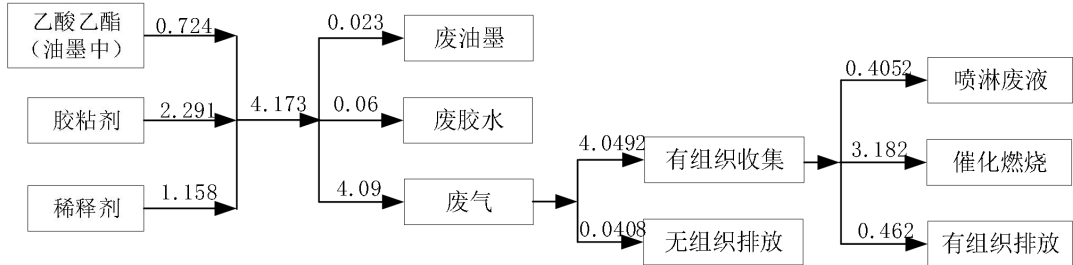 乙酸乙酯
（油墨中）
0.724
胶粘剂
2.291
稀释剂
1.158
4.173
0.023
废油墨
0.06
废胶水
4.09
废气
4.0492
有组织收集
0.0408
无组织排放
0.4052
喷淋废液
3.182
催化燃烧
0.462
有组织排放